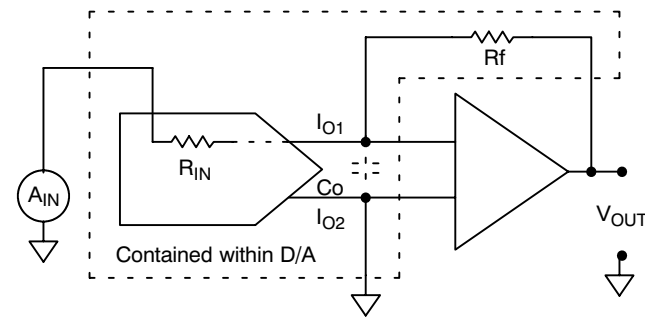 Rf
I_O1
R_IN
A_IN
Co
I_O2
V_OUT
Contained within D/A